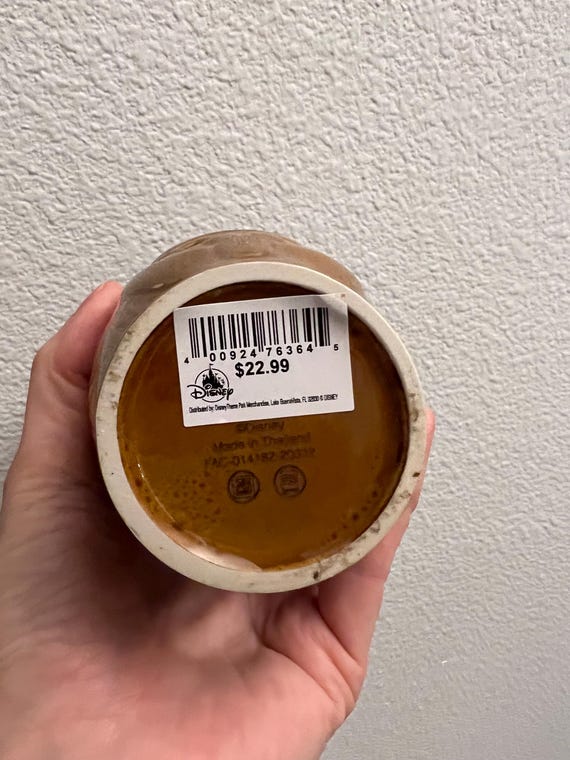 4 00924 76364 5
$22.99
DISNEY
Distributed by: Disney Theme Park Merchandise, Lake Buena Vista, FL 32830 © DISNEY
©Disney
Made in Thailand
FAC-014182-20332